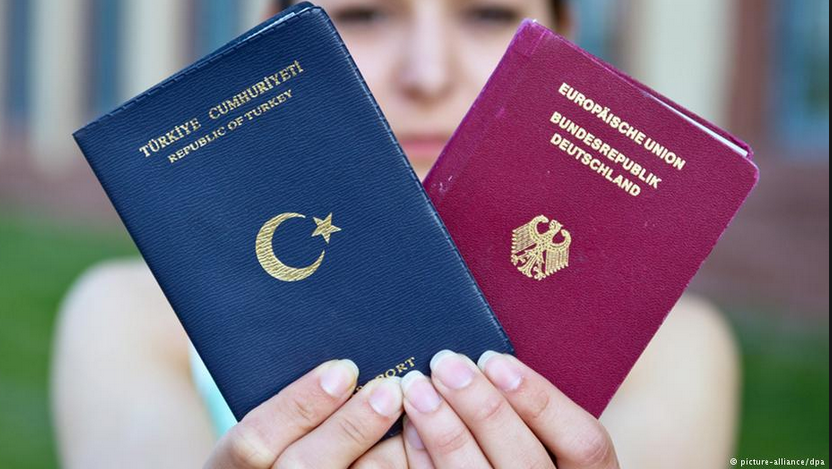 TÜRKİYE CUMHURİYETİ
REPUBLIC OF TURKEY
EUROPÄISCHE UNION
BUNDESREPUBLIK
DEUTSCHLAND
© picture-alliance/dpa